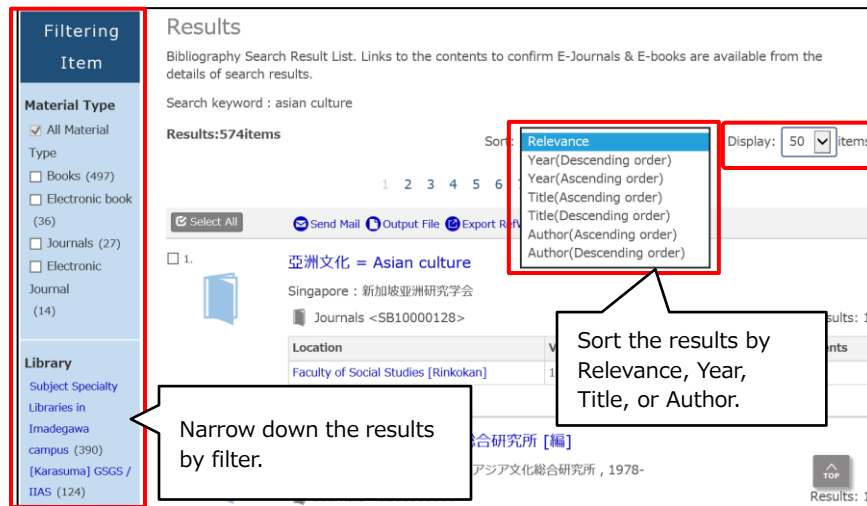 Filtering
Item
Material Type
All Material
Type
Books (497)
Electronic book
(36)
Journals (27)
Electronic
Journal
(14)
Library
Subject Specialty
Libraries in
Imadegawa
campus (390)
[Karasuma] GSGS /
IIAS (124)
Results
Bibliography Search Result List. Links to the contents to confirm E-Journals & E-books are available from the
details of search results.
Search keyword : asian culture
Results:574items
Sort:
Relevance
Year(Descending order)
Year(Ascending order)
Title(Ascending order)
Title(Descending order)
Author(Ascending order)
Author(Descending order)
Display: 50 items
1 2 3 4 5 6
Select All
Send Mail Output File Export
1.
亞洲文化 = Asian culture
Singapore : 新加坡亚洲研究学会
Journals <SB10000128>
Location
Faculty of Social Studies [Rinkokan]
Sort the results by
Relevance, Year,
Title, or Author.
Narrow down the results
by filter.
合研究所 [編]
アジア文化総合研究所 , 1978-
TOP
Results: 1